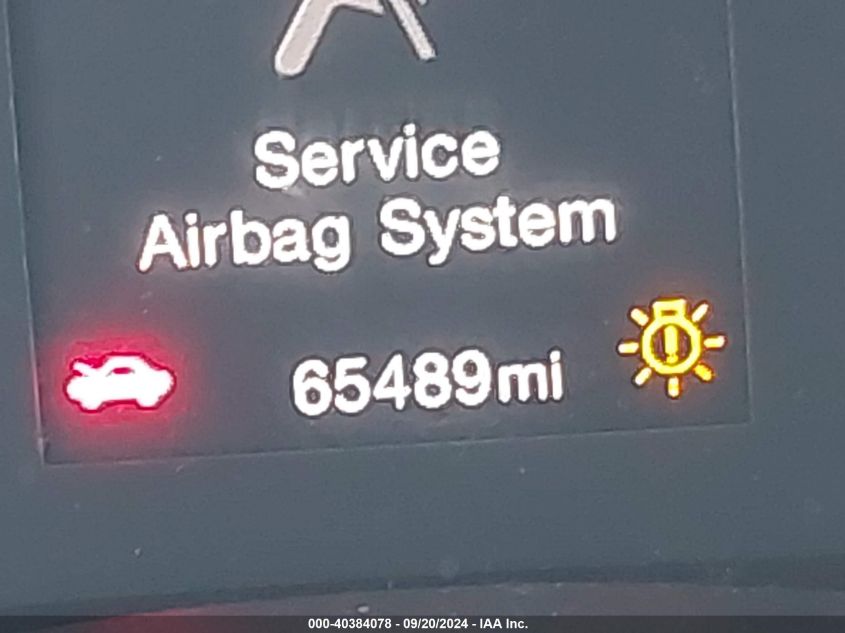 Service
Airbag System
65489mi
000-40384078 - 09/20/2024 - IAA Inc.